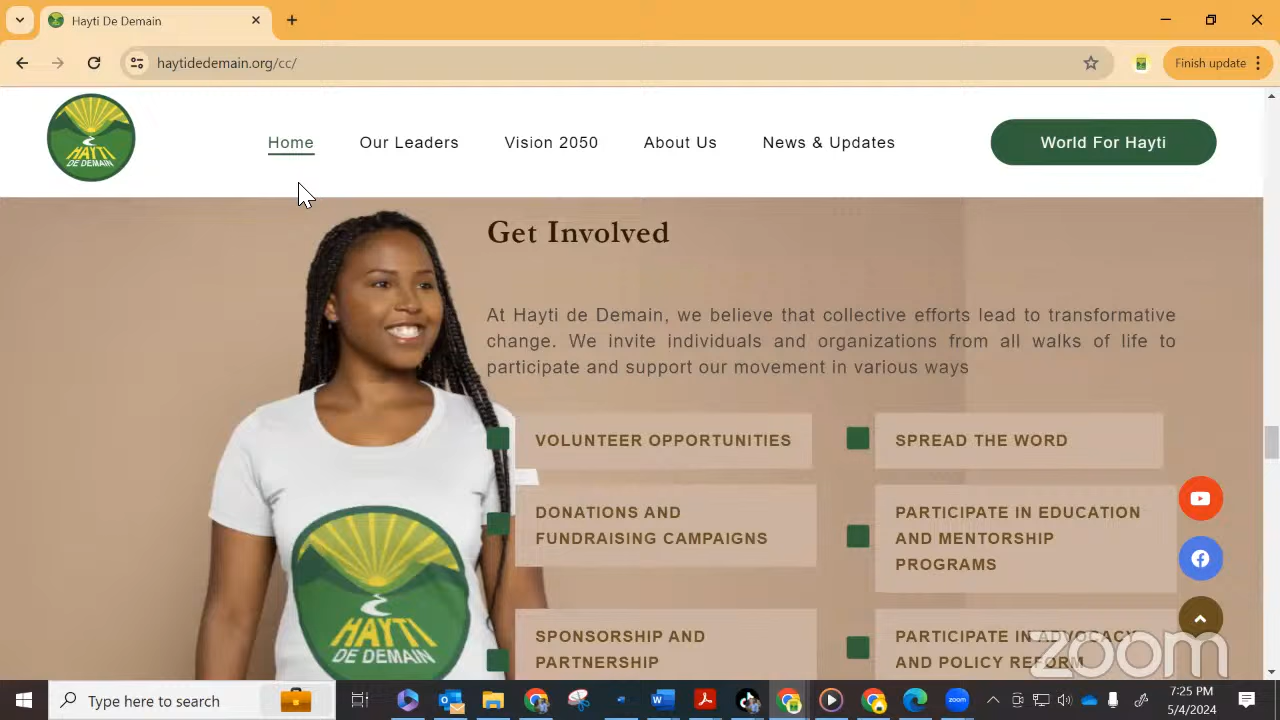 Hayti De Demain
haytidedemain.org/cc/
Finish update
HAYTI
DE DEMAIN
Home
Our Leaders
Vision 2050
About Us
News & Updates
World For Hayti
Get Involved
At Hayti de Demain, we believe that collective efforts lead to transformative
change. We invite individuals and organizations from all walks of life to
participate and support our movement in various ways
VOLUNTEER OPPORTUNITIES
SPREAD THE WORD
DONATIONS AND
FUNDRAISING CAMPAIGNS
PARTICIPATE IN EDUCATION
AND MENTORSHIP
PROGRAMS
SPONSORSHIP AND
PARTNERSHIP
PARTICIPATE IN ADVOCACY
AND POLICY REFORM
HAYTI
DE DEMAIN
zoom
Type here to search
zoom
7:25 PM
5/4/2024